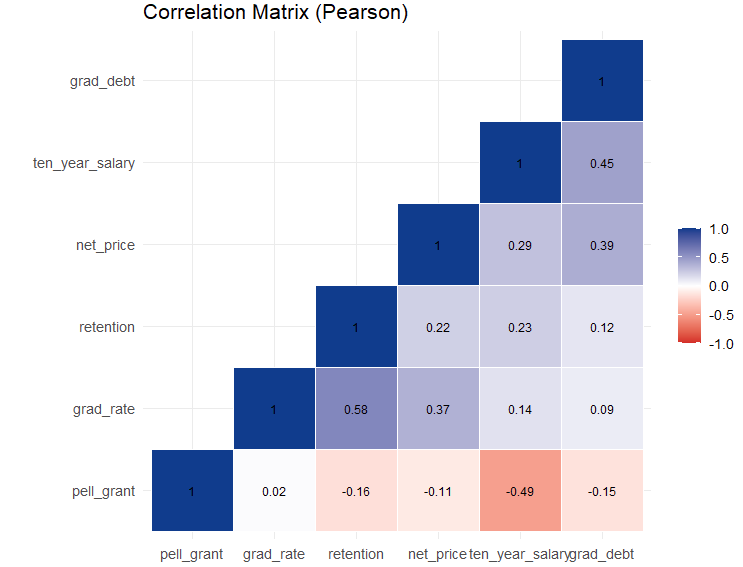 Correlation Matrix (Pearson)
grad_debt 1
ten_year_salary 1 0.45
net_price 1 0.29 0.39
retention 1 0.22 0.23 0.12
grad_rate 1 0.58 0.37 0.14 0.09
pell_grant 1 0.02 -0.16 -0.11 -0.49 -0.15
pell_grant grad_rate retention net_price ten_year_salary grad_debt
1.0
0.5
0.0
-0.5
-1.0